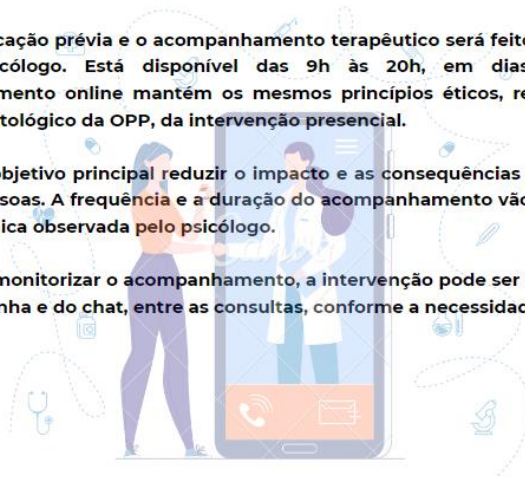 cação prévia e o acompanhamento terapêutico será feito
cólogo. Está disponível das 9h às 20h, em dias
mento online mantém os mesmos princípios éticos, re
tológico da OPP, da intervenção presencial.
bjetivo principal reduzir o impacto e as consequências
ssoas. A frequência e a duração do acompanhamento vão
ica observada pelo psicólogo.
monitorizar o acompanhamento, a intervenção pode ser
nha e do chat, entre as consultas, conforme a necessidad